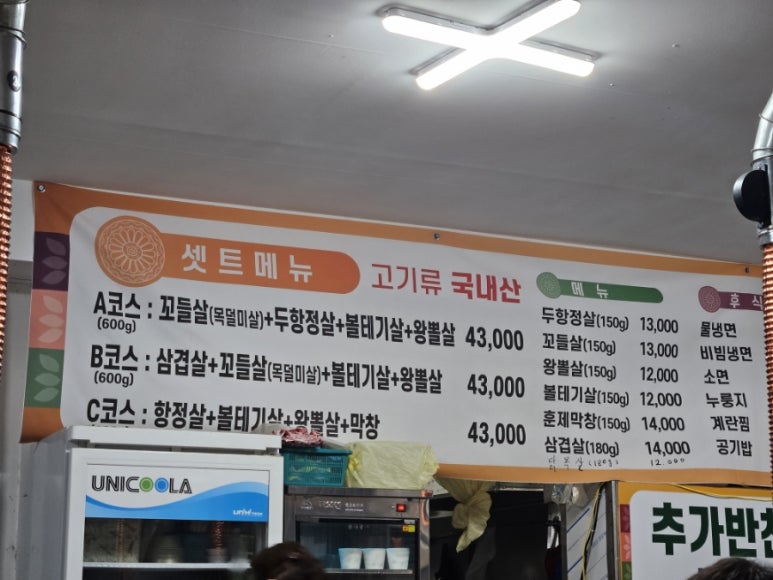 셋트메뉴 고기류 국내산
A코스 : 꼬들살(목덜미살)+두항정살+볼테기살+왕뽈살 43,000
(600g)
B코스 : 삼겹살+꼬들살(목덜미살)+볼테기살+왕뽈살 43,000
(600g)
C코스 : 항정살+볼테기살+왕뽈살+막창 43,000
메뉴
두항정살(150g) 13,000
꼬들살(150g) 13,000
왕뽈살(150g) 12,000
볼테기살(150g) 12,000
훈제막창(150g) 14,000
삼겹살(180g) 14,000
(180g) 12.000
후식
물냉면
비빔냉면
소면
누룽지
계란찜
공기밥
UNICOOLA
추가반찬